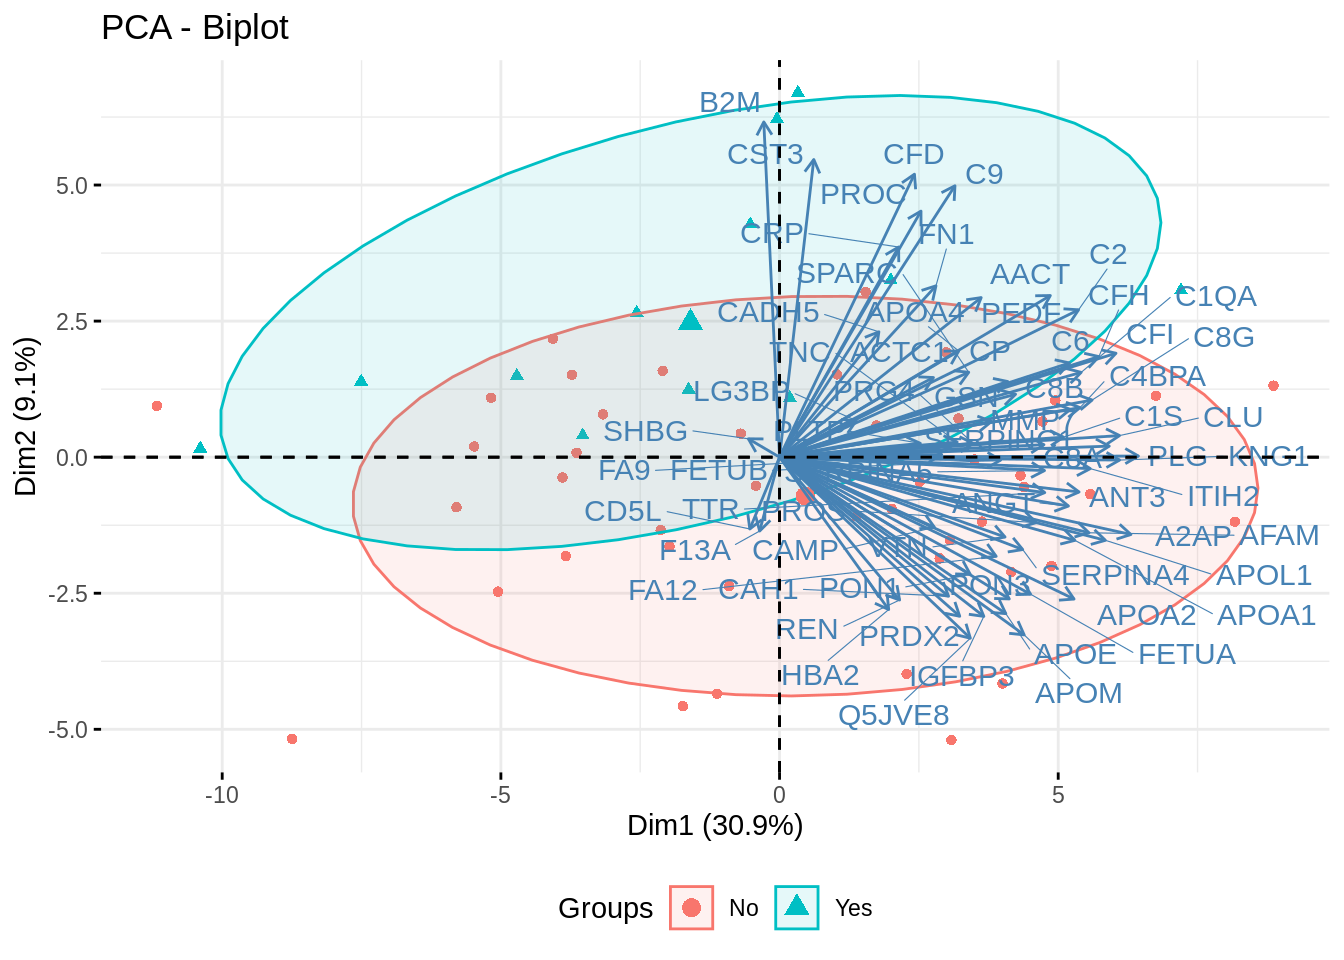 PCA - Biplot
B2M
CST3 CFD
C9
PROC
CRP FN1
C2
SPARC AACT
CFH C1QA
CADH5 APOA4 PEDF
CFI C8G
TNC ACTC1 CP C6
C4BPA
LG3BP PRG4 GSN C8B
C1S CLU
MMP
SHBG
C8A PLG KNG1
FA9 FETUB
ANGT ANT3 ITIH2
CD5L TTR
A2AP AFAM
F13A CAMP VTN
SERPINA4 APOL1
FA12 CAH1 PON1 PON3
APOA2 APOA1
REN PRDX2
APOE FETUA
HBA2 IGFBP3
APOM
Q5JVE8
5.0
2.5
0.0
-2.5
-5.0
Dim2 (9.1%)
-10 -5 0 5
Dim1 (30.9%)
Groups No Yes